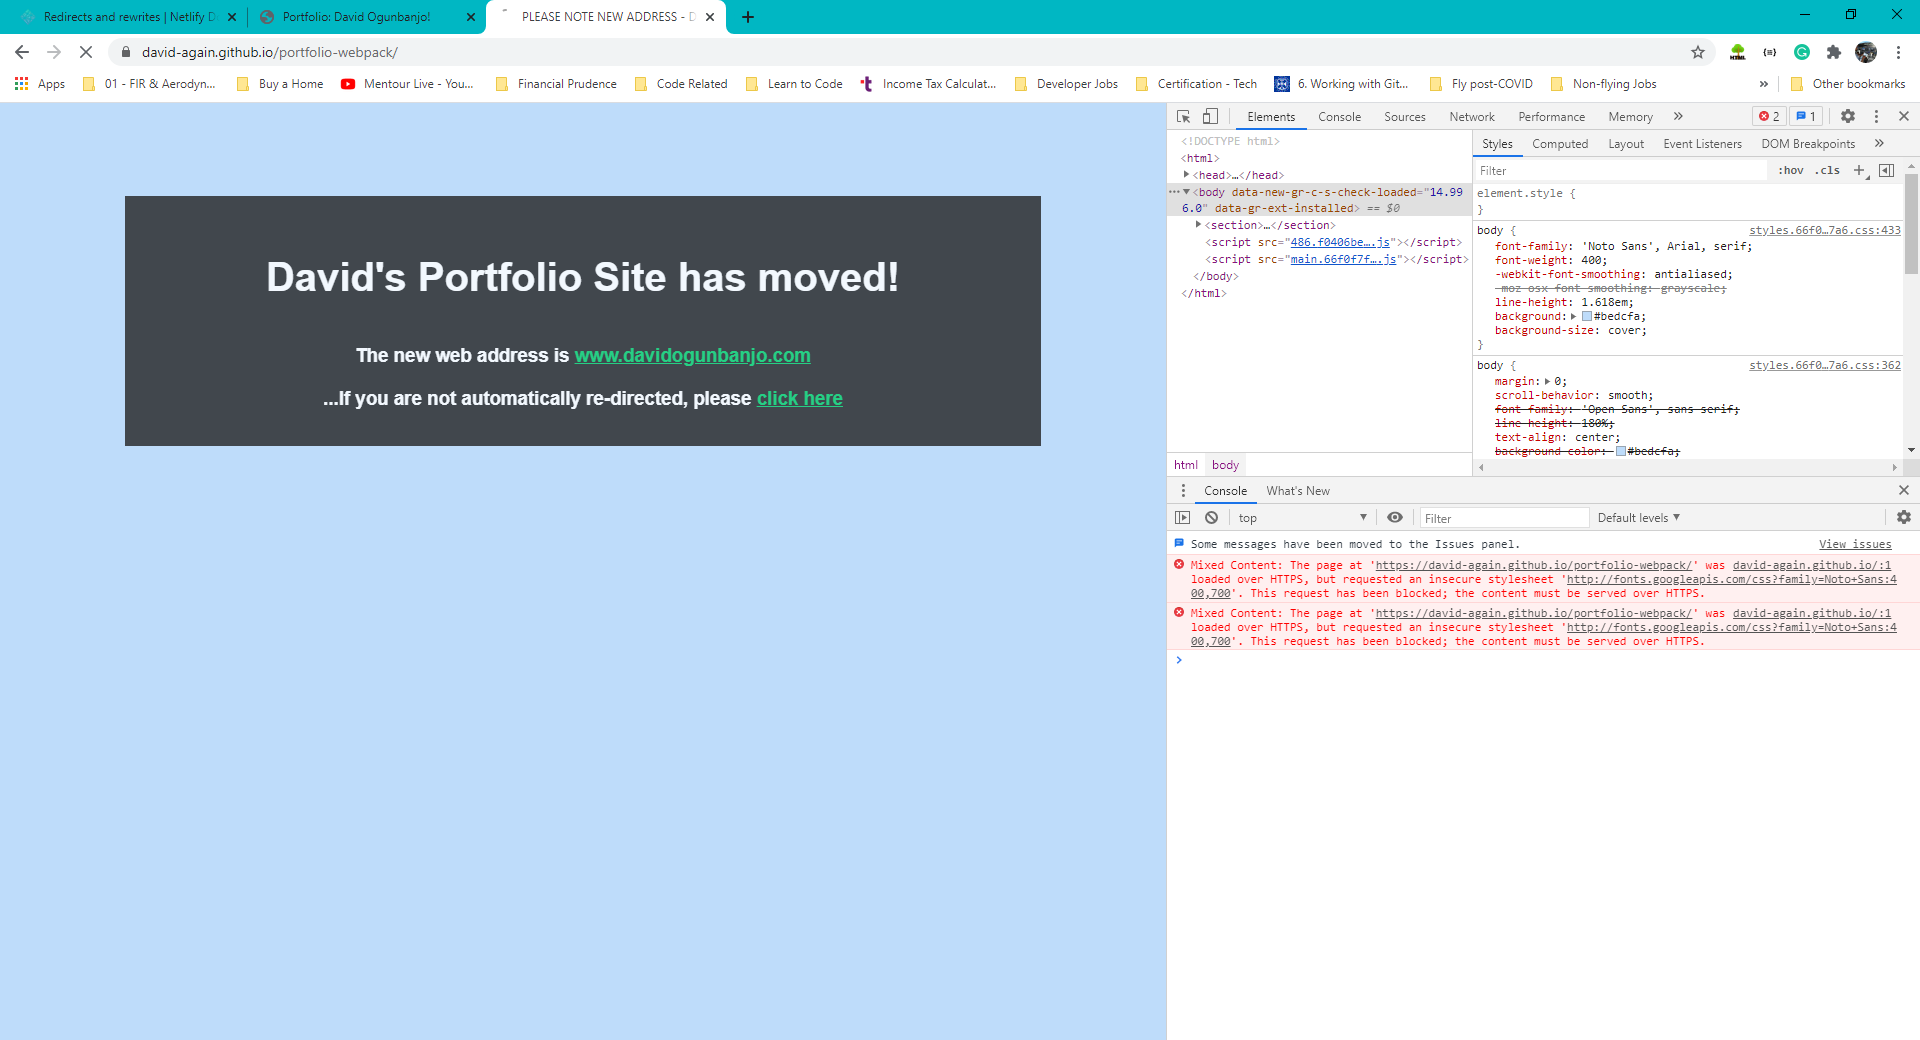 Redirects and rewrites | Netlify D
Portfolio: David Ogunbanjo!
PLEASE NOTE NEW ADDRESS - D
david-again.github.io/portfolio-webpack/
Apps
01 - FIR & Aerodyn...
Buy a Home
Mentour Live - You...
Financial Prudence
Code Related
Learn to Code
Income Tax Calculat...
Developer Jobs
Certification - Tech
6. Working with Git...
Fly post-COVID
Non-flying Jobs
»
Other bookmarks
David's Portfolio Site has moved!
The new web address is www.davidogunbanjo.com
...If you are not automatically re-directed, please click here
Elements Console Sources Network Performance Memory » 2 1
<!DOCTYPE html>
<html>
<head>…</head>
<body data-new-gr-c-s-check-loaded="14.99
6.0" data-gr-ext-installed> == $0
<section>…</section>
<script src="486.f0406be….js"></script>
<script src="main.66f0f7f….js"></script>
</body>
</html>
html body
Styles Computed Layout Event Listeners DOM Breakpoints »
Filter :hov .cls +
element.style {
}
body { styles.66f0…7a6.css:433
font-family: 'Noto Sans', Arial, serif;
font-weight: 400;
-webkit-font-smoothing: antialiased;
-moz-osx-font-smoothing: grayscale;
line-height: 1.618em;
background: #bedcfa;
background-size: cover;
}
body { styles.66f0…7a6.css:362
margin: 0;
scroll-behavior: smooth;
font-family: 'Open Sans', sans-serif;
line-height: 180%;
text-align: center;
background-color: #bedcfa;
Console What's New
top Filter Default levels
Some messages have been moved to the Issues panel. View issues
Mixed Content: The page at 'https://david-again.github.io/portfolio-webpack/' was david-again.github.io/:1
loaded over HTTPS, but requested an insecure stylesheet 'http://fonts.googleapis.com/css?family=Noto+Sans:4
00,700'. This request has been blocked; the content must be served over HTTPS.
Mixed Content: The page at 'https://david-again.github.io/portfolio-webpack/' was david-again.github.io/:1
loaded over HTTPS, but requested an insecure stylesheet 'http://fonts.googleapis.com/css?family=Noto+Sans:4
00,700'. This request has been blocked; the content must be served over HTTPS.